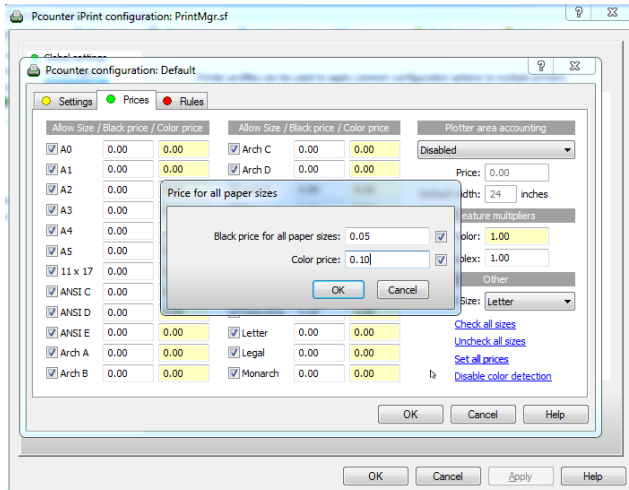 Pcounter iPrint configuration: PrintMgr.sf
Global settings
Pcounter configuration: Default
Settings Prices Rules
Allow Size / Black price / Color price Allow Size / Black price / Color price Plotter area accounting
A0 0.00 0.00 Arch C 0.00 0.00 Disabled
A1 0.00 0.00 Arch D 0.00 0.00 Price: 0.00
A2 0.00 24 inches
Price for all paper sizes
A3 0.00
A4 0.00 1.00
Black price for all paper sizes: 0.05
A5 0.00 1.00
Color price: 0.10
11 x 17 0.00 Other
OK Cancel
ANSI C 0.00 Size: Letter
ANSI D 0.00
Check all sizes
ANSI E 0.00 0.00 Letter 0.00 0.00
Uncheck all sizes
Arch A 0.00 0.00 Legal 0.00 0.00
Set all prices
Arch B 0.00 0.00 Monarch 0.00 0.00
Disable color detection
OK Cancel Help
OK Cancel Apply Help